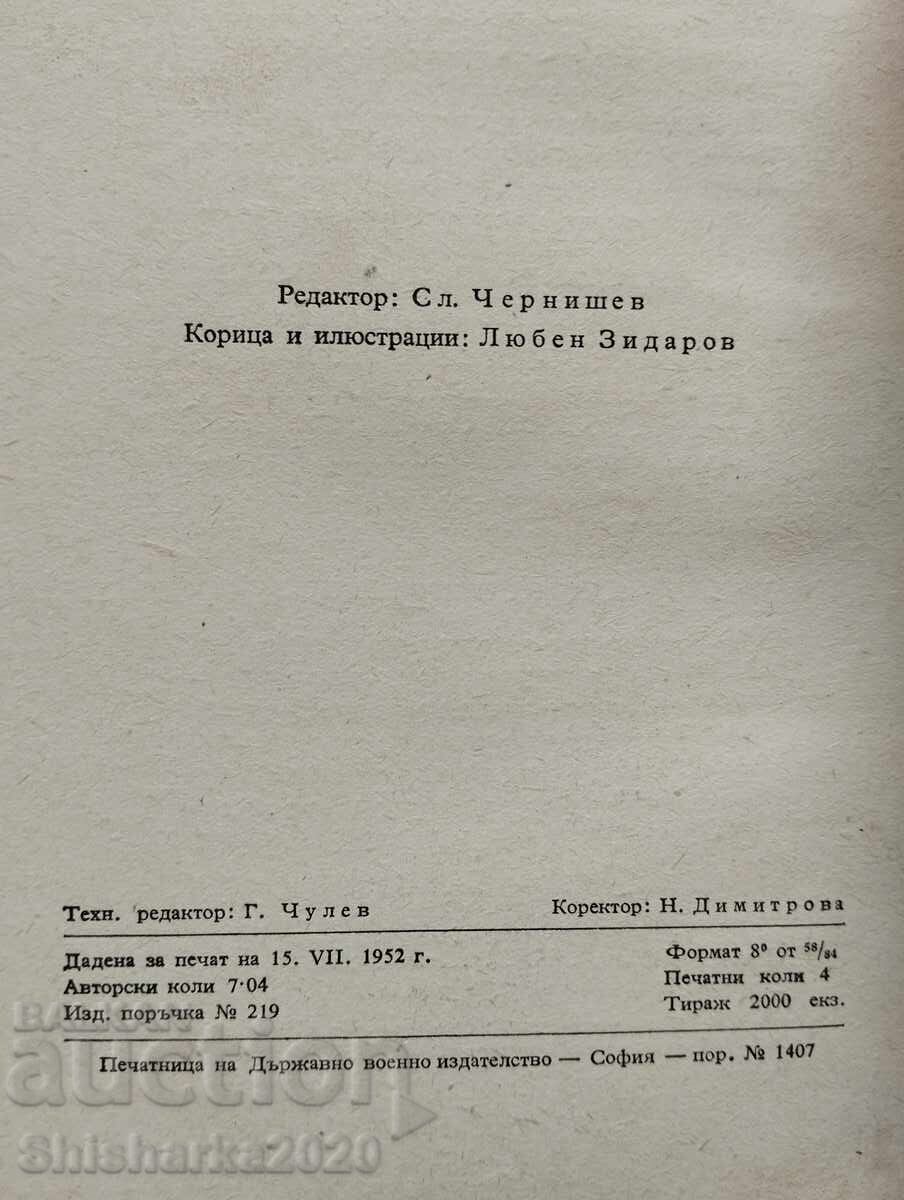 Редактор: Сл. Чернишев
Корица и илюстрации: Любен Зидаров
Техн. редактор: Г. Чулев
Коректор: Н. Димитрова
Дадена за печат на 15. VII. 1952 г.
Формат 8° от 58/84
Авторски коли 7·04
Печатни коли 4
Изд. поръчка № 219
Тираж 2000 екз.
Печатница на Държавно военно издателство — София — пор. № 1407
auction
Shisharka2020